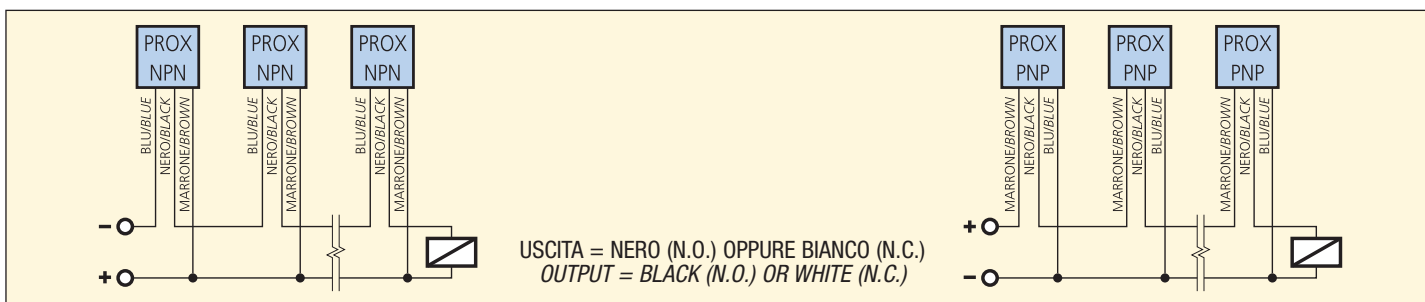 PROX
NPN
PROX
NPN
PROX
NPN
PROX
PNP
PROX
PNP
PROX
PNP
BLU/BLUE
NERO/BLACK
MARRONE/BROWN
BLU/BLUE
NERO/BLACK
MARRONE/BROWN
BLU/BLUE
NERO/BLACK
MARRONE/BROWN
MARRONE/BROWN
NERO/BLACK
BLU/BLUE
MARRONE/BROWN
NERO/BLACK
BLU/BLUE
MARRONE/BROWN
NERO/BLACK
BLU/BLUE
-
+
+
-
USCITA = NERO (N.O.) OPPURE BIANCO (N.C.)
OUTPUT = BLACK (N.O.) OR WHITE (N.C.)